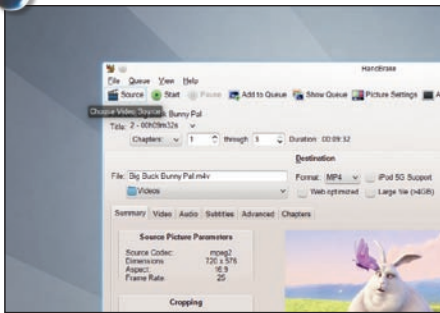 HandBrake
File Queue View Help
Source Start Pause Add to Queue Show Queue Picture Settings
Choose Video Source Bunny Pal
Title: 2 - 00h09m32s
Chapters: 1 through 5 Duration: 00:09:32
Destination
File: Big Buck Bunny Pal.m4v Format: MP4 iPod 5G Support
Videos Web optimized Large file (>4GB)
Summary Video Audio Subtitles Advanced Chapters
Source Picture Parameters
Source Codec: mpeg2
Dimensions: 720 x 576
Aspect: 16:9
Frame Rate: 25
Cropping